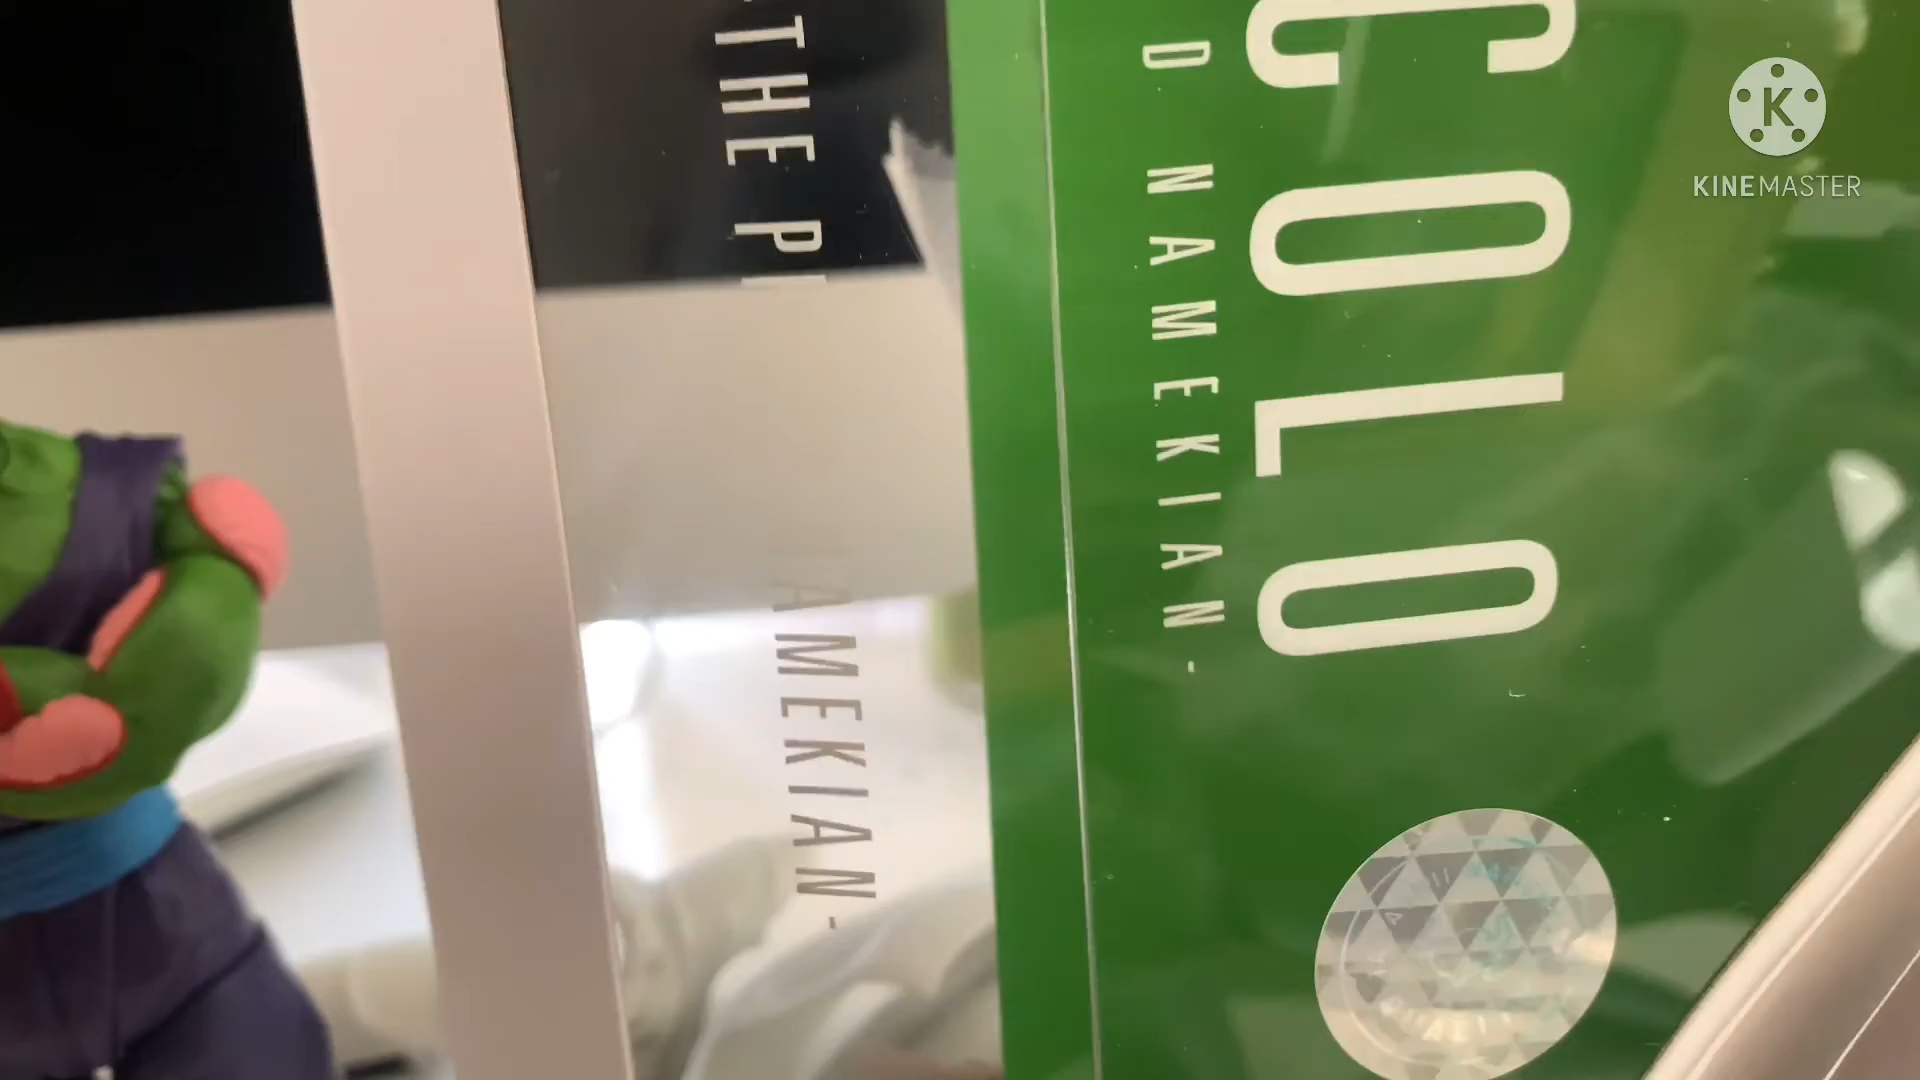 COLO
D NAMEKIAN-
-THE P
AMEKIAN-
K
KINEMASTER